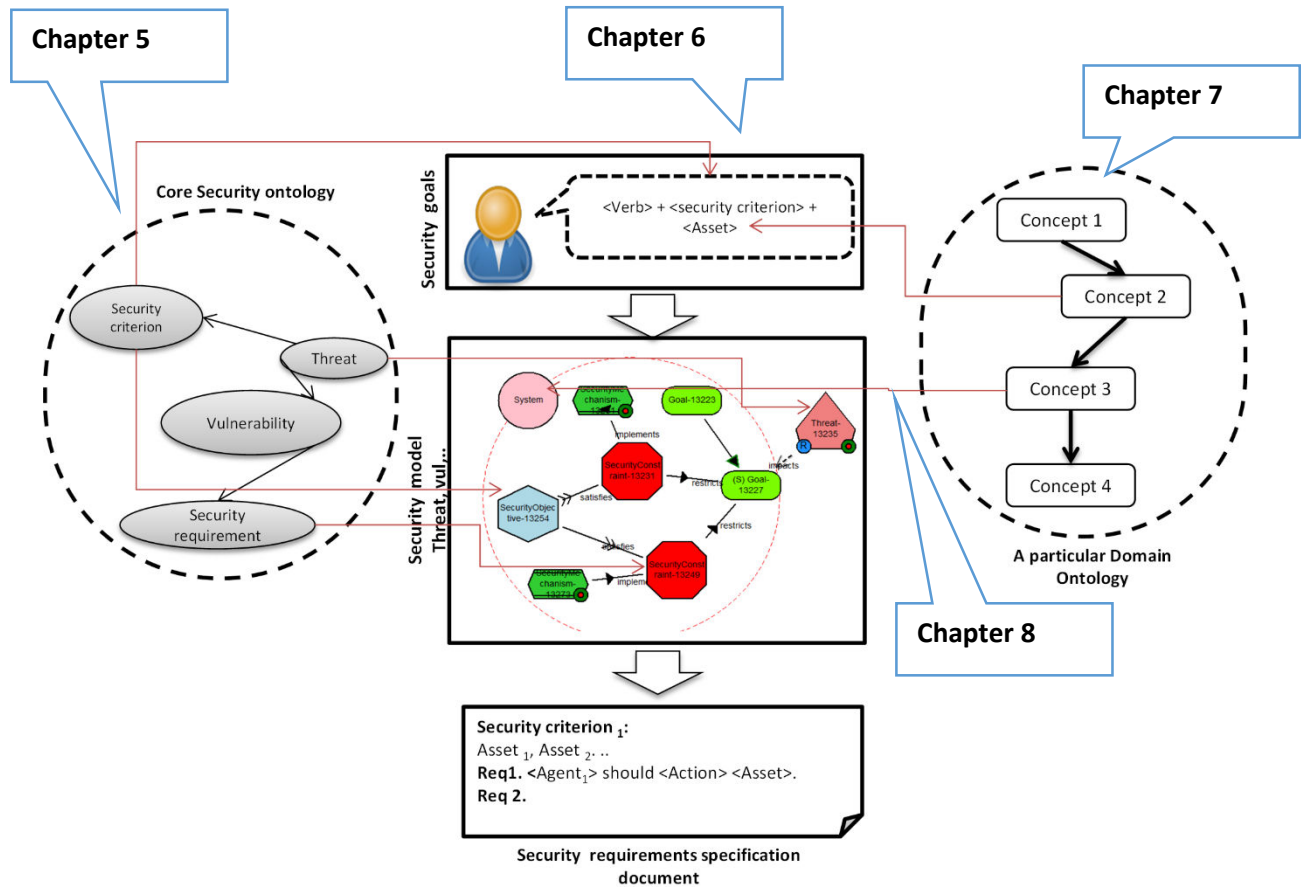 Chapter 5
Chapter 6
Chapter 7
Core Security ontology
Security goals
<Verb> + <security criterion> +
<Asset>
Concept 1
Concept 2
Concept 3
Concept 4
A particular Domain
Ontology
Security
criterion
Threat
Vulnerability
Security
requirement
Security model
Threat, vul,..
System
Goal-13223
Threat-
13235
R
implements
impacts
SecurityConst
raint-13231
restricts
(S) Goal-
13227
satisfies
SecurityObjec
tive-13254
restricts
satisfies
SecurityConst
raint-13249
chanism-
Chapter 8
Security criterion 1:
Asset 1, Asset 2. ..
Req1. <Agent1> should <Action> <Asset>.
Req 2.
Security requirements specification
document